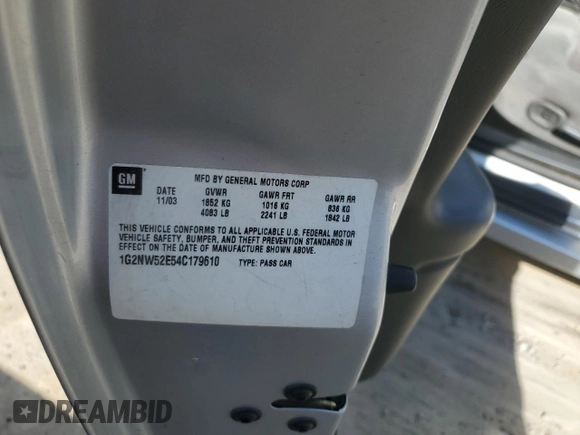 GM
MFD BY GENERAL MOTORS CORP
DATE GVWR GAWR FRT GAWR RR
11/03 1852 KG 1016 KG 836 KG
4083 LB 2241 LB 1842 LB
THIS VEHICLE CONFORMS TO ALL APPLICABLE U.S. FEDERAL MOTOR
VEHICLE SAFETY, BUMPER, AND THEFT PREVENTION STANDARDS IN
EFFECT ON THE DATE OF MANUFACTURE SHOWN ABOVE.
1G2NW52E54C179610 TYPE: PASS CAR
DREAMBID